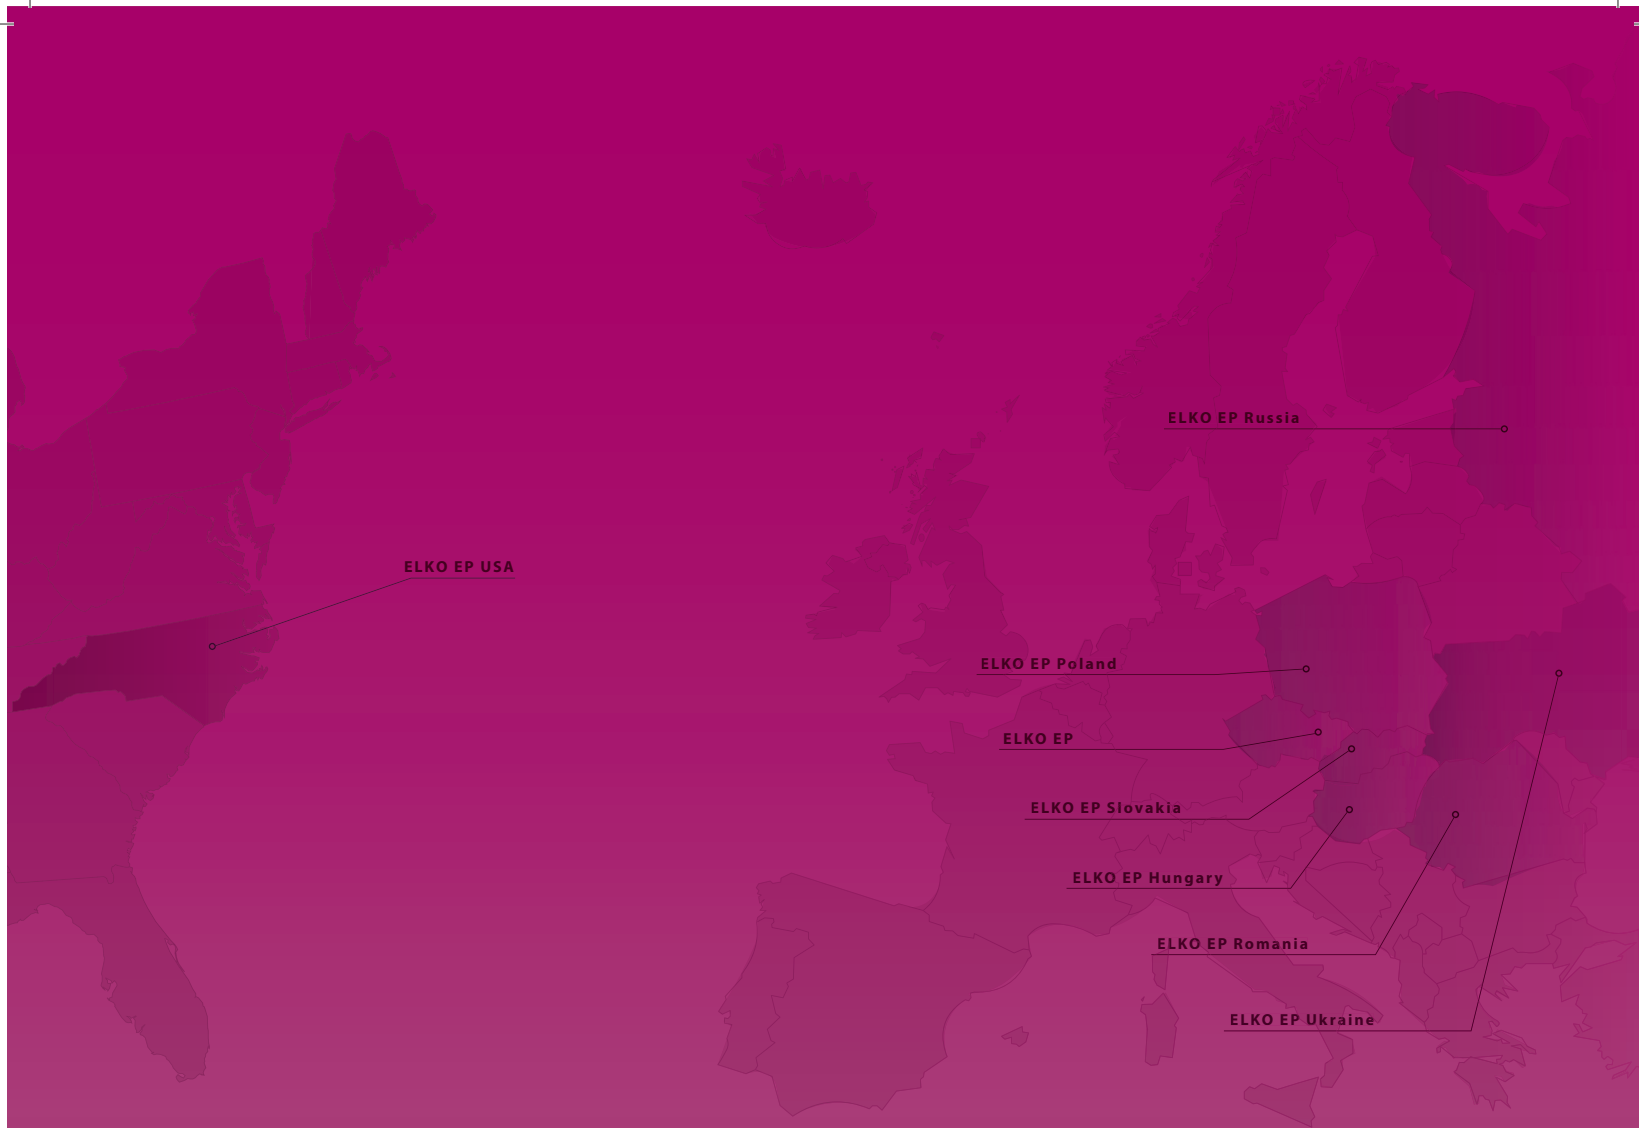 ELKO EP Russia
ELKO EP USA
ELKO EP Poland
ELKO EP
ELKO EP Slovakia
ELKO EP Hungary
ELKO EP Romania
ELKO EP Ukraine